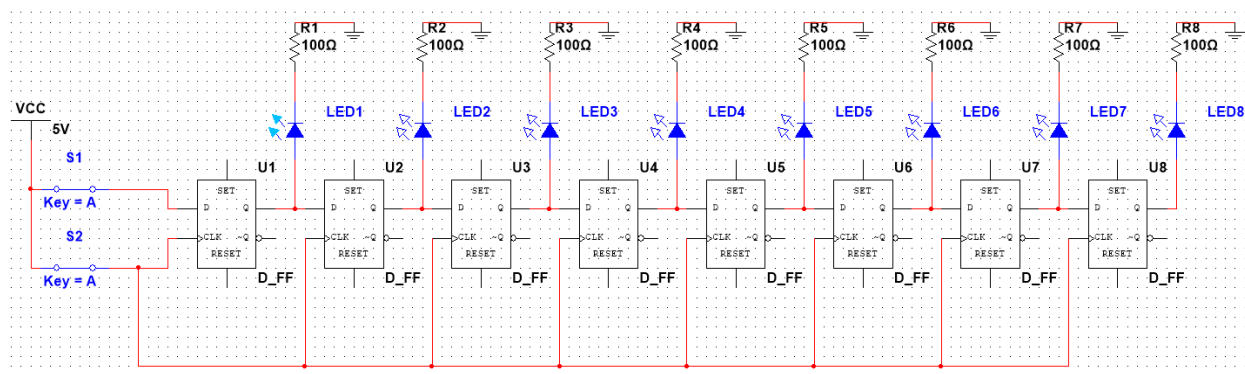 R1 R2 R3 R4 R5 R6 R7 R8
100Ω 100Ω 100Ω 100Ω 100Ω 100Ω 100Ω 100Ω
VCC LED1 LED2 LED3 LED4 LED5 LED6 LED7 LED8
5V
S1
U1 U2 U3 U4 U5 U6 U7 U8
SET SET SET SET SET SET SET SET
Key = A D Q D Q D Q D Q D Q D Q D Q D Q
S2 CLK ~Q CLK ~Q CLK ~Q CLK ~Q CLK ~Q CLK ~Q CLK ~Q CLK ~Q
RESET RESET RESET RESET RESET RESET RESET RESET
Key = A D_FF D_FF D_FF D_FF D_FF D_FF D_FF D_FF